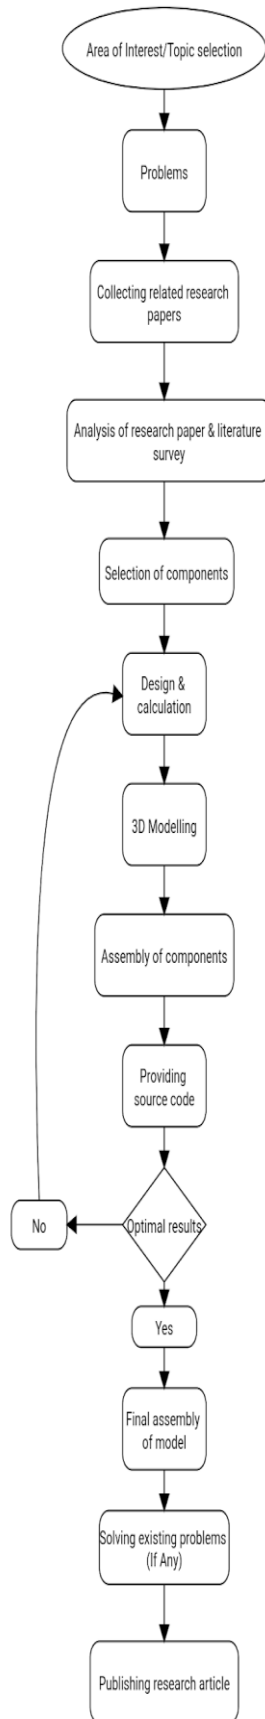 Area of Interest/Topic selection
Problems
Collecting related research
papers
Analysis of research paper & literature
survey
Selection of components
Design &
calculation
3D Modelling
Assembly of components
Providing
source code
Optimal results
No
Yes
Final assembly
of model
Solving existing problems
(If Any)
Publishing research article